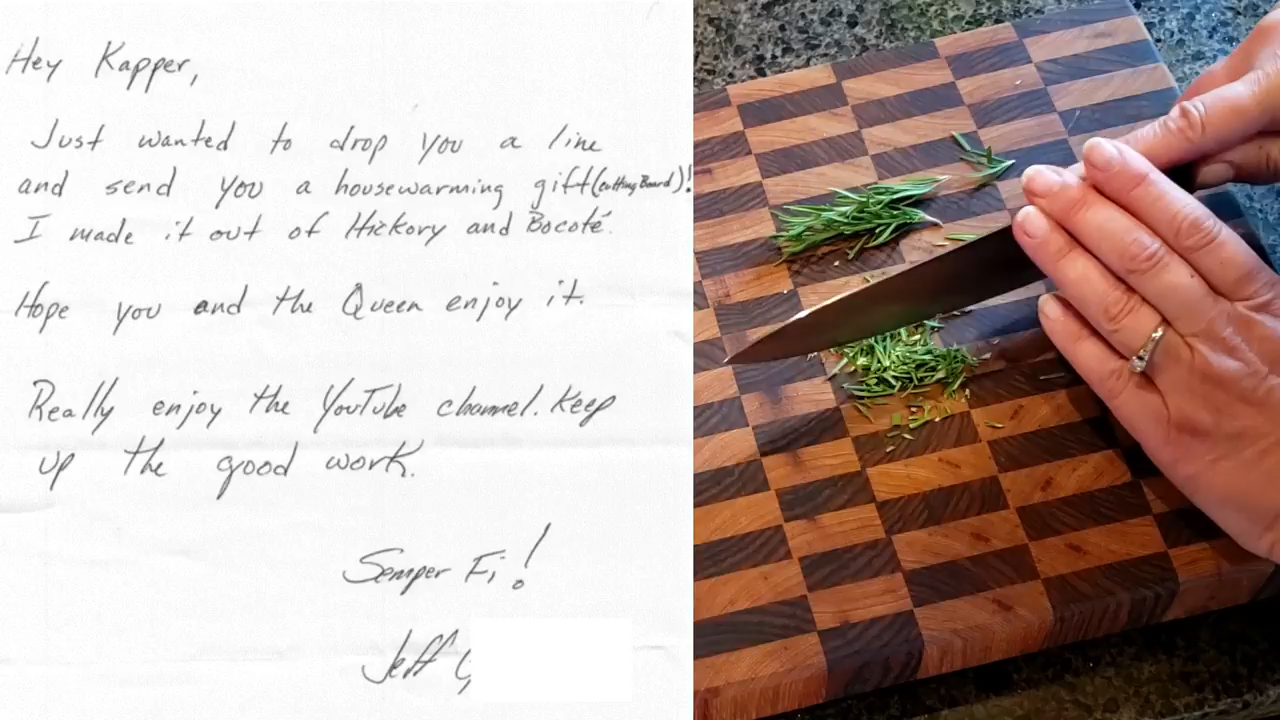 Hey Kapper,
Just wanted to drop you a line
and send you a housewarming gift (cutting Board)!
I made it out of Hickory and Bocoté.
Hope you and the Queen enjoy it.
Really enjoy the YouTube channel. Keep
up the good work.
Semper Fi!
Jeff